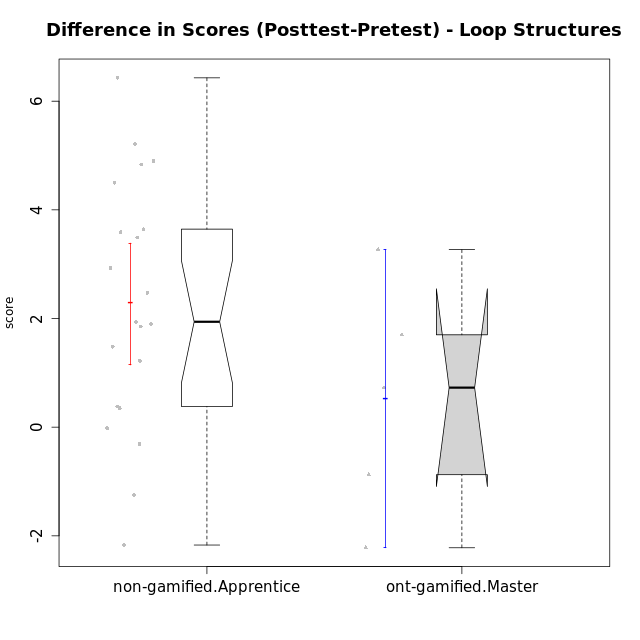 Difference in Scores (Posttest-Pretest) - Loop Structures
score
6
4
2
0
-2
non-gamified.Apprentice
ont-gamified.Master